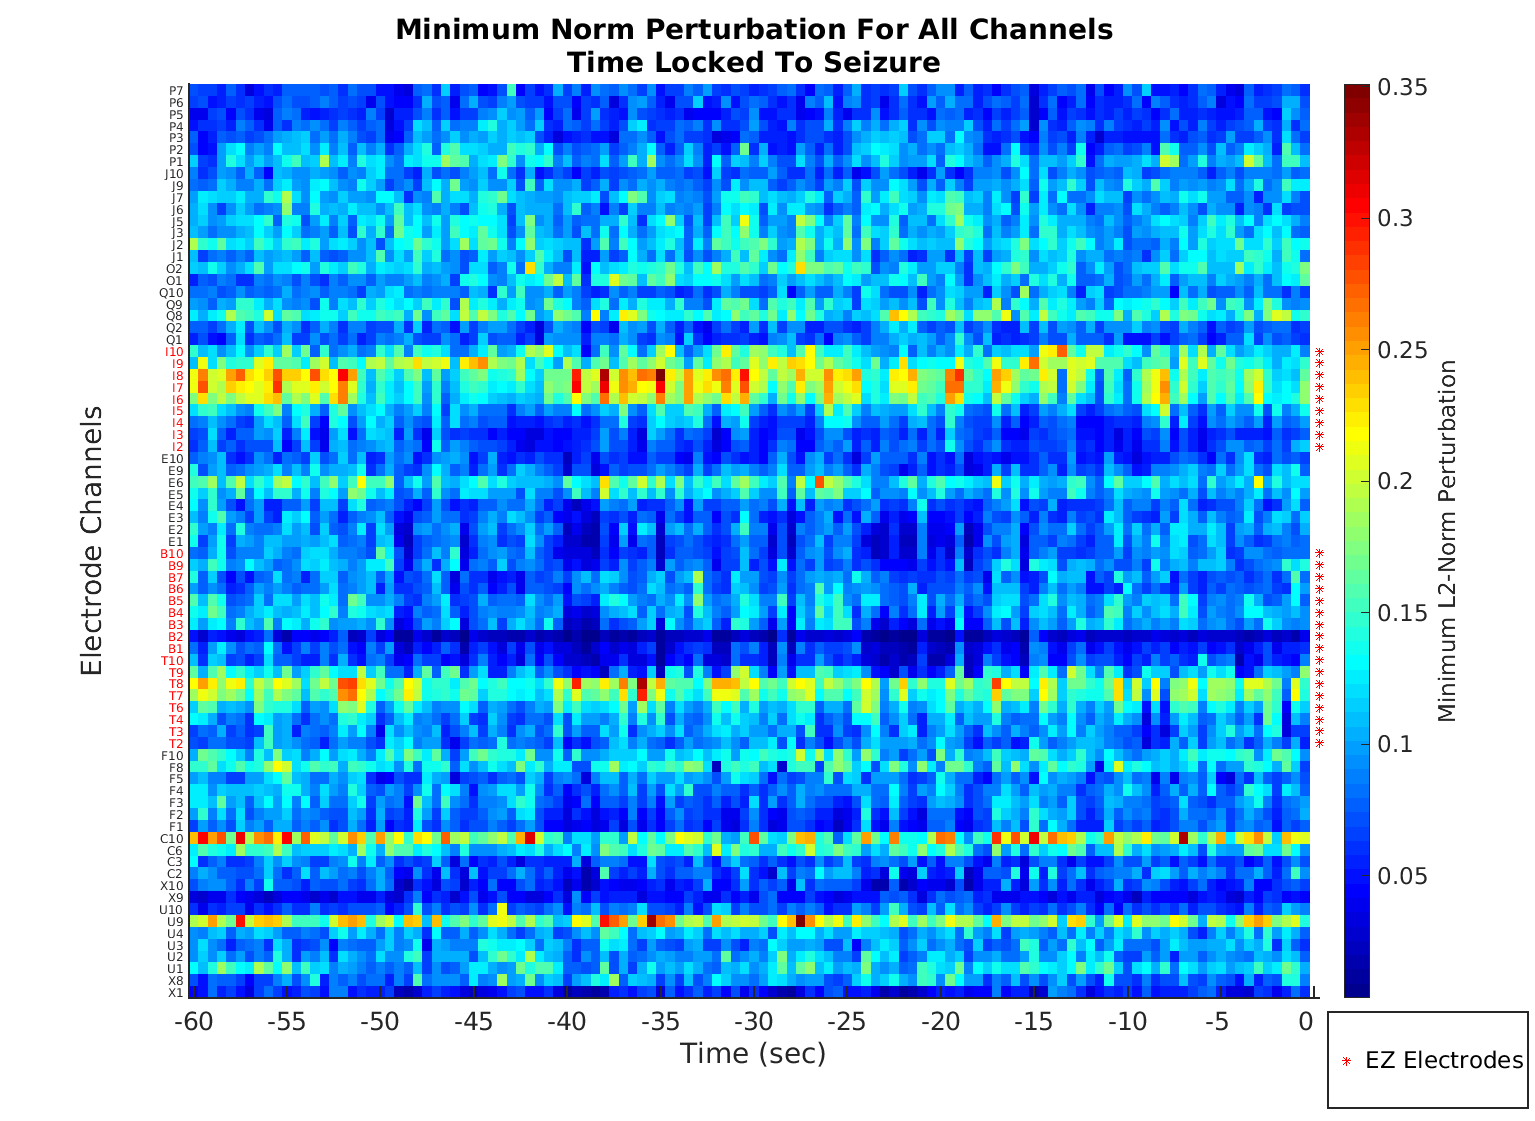 Minimum Norm Perturbation For All Channels
Time Locked To Seizure
Electrode Channels
P7
P6
P5
P4
P3
P2
P1
J10
J9
J7
J6
J5
J3
J2
J1
O2
O1
Q10
Q9
Q8
Q2
Q1
I10
I9
I8
I7
I6
I5
I4
I3
I2
E10
E9
E6
E5
E4
E3
E2
E1
B10
B9
B7
B6
B5
B4
B3
B2
B1
T10
T9
T8
T7
T6
T4
T3
T2
F10
F8
F5
F4
F3
F2
F1
C10
C6
C3
C2
X10
X9
U10
U9
U4
U3
U2
U1
X8
X1
-60 -55 -50 -45 -40 -35 -30 -25 -20 -15 -10 -5 0
Time (sec)
0.35
0.3
0.25
0.2
0.15
0.1
0.05
Minimum L2-Norm Perturbation
EZ Electrodes